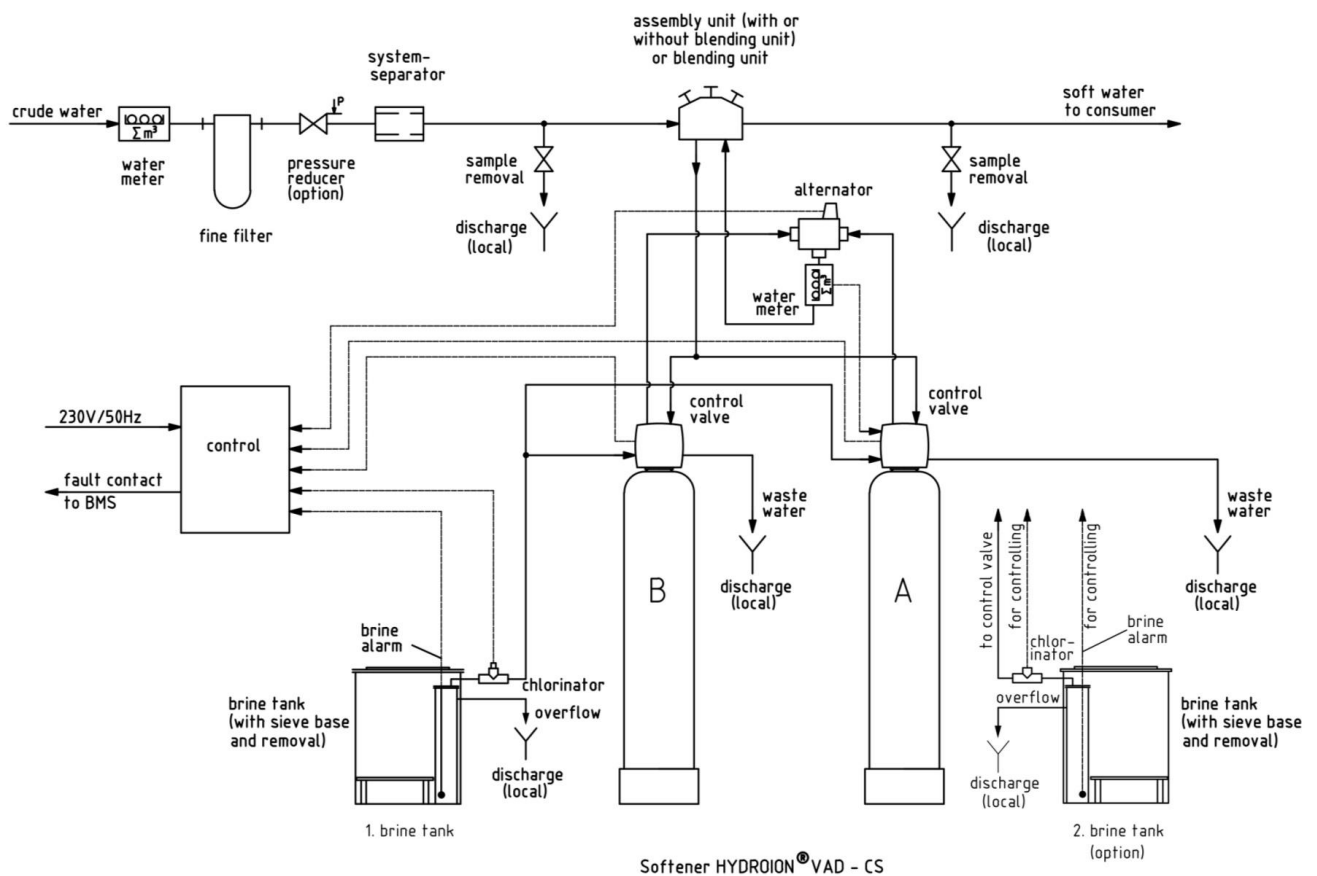 assembly unit (with or
without blending unit)
or blending unit
system-
separator
crude water
P
soft water
to consumer
Σm³
water
meter
pressure
reducer
(option)
fine filter
sample
removal
discharge
(local)
alternator
sample
removal
discharge
(local)
water
meter
Σm³
control
valve
control
valve
230V/50Hz
control
fault contact
to BMS
waste
water
discharge
(local)
B
A
waste
water
discharge
(local)
to control valve
for controlling
for controlling
brine
alarm
chlorinator
overflow
discharge
(local)
brine tank
(with sieve base
and removal)
1. brine tank
brine
alarm
chlor-
inator
overflow
discharge
(local)
brine tank
(with sieve base
and removal)
2. brine tank
(option)
Softener HYDROION® VAD - CS